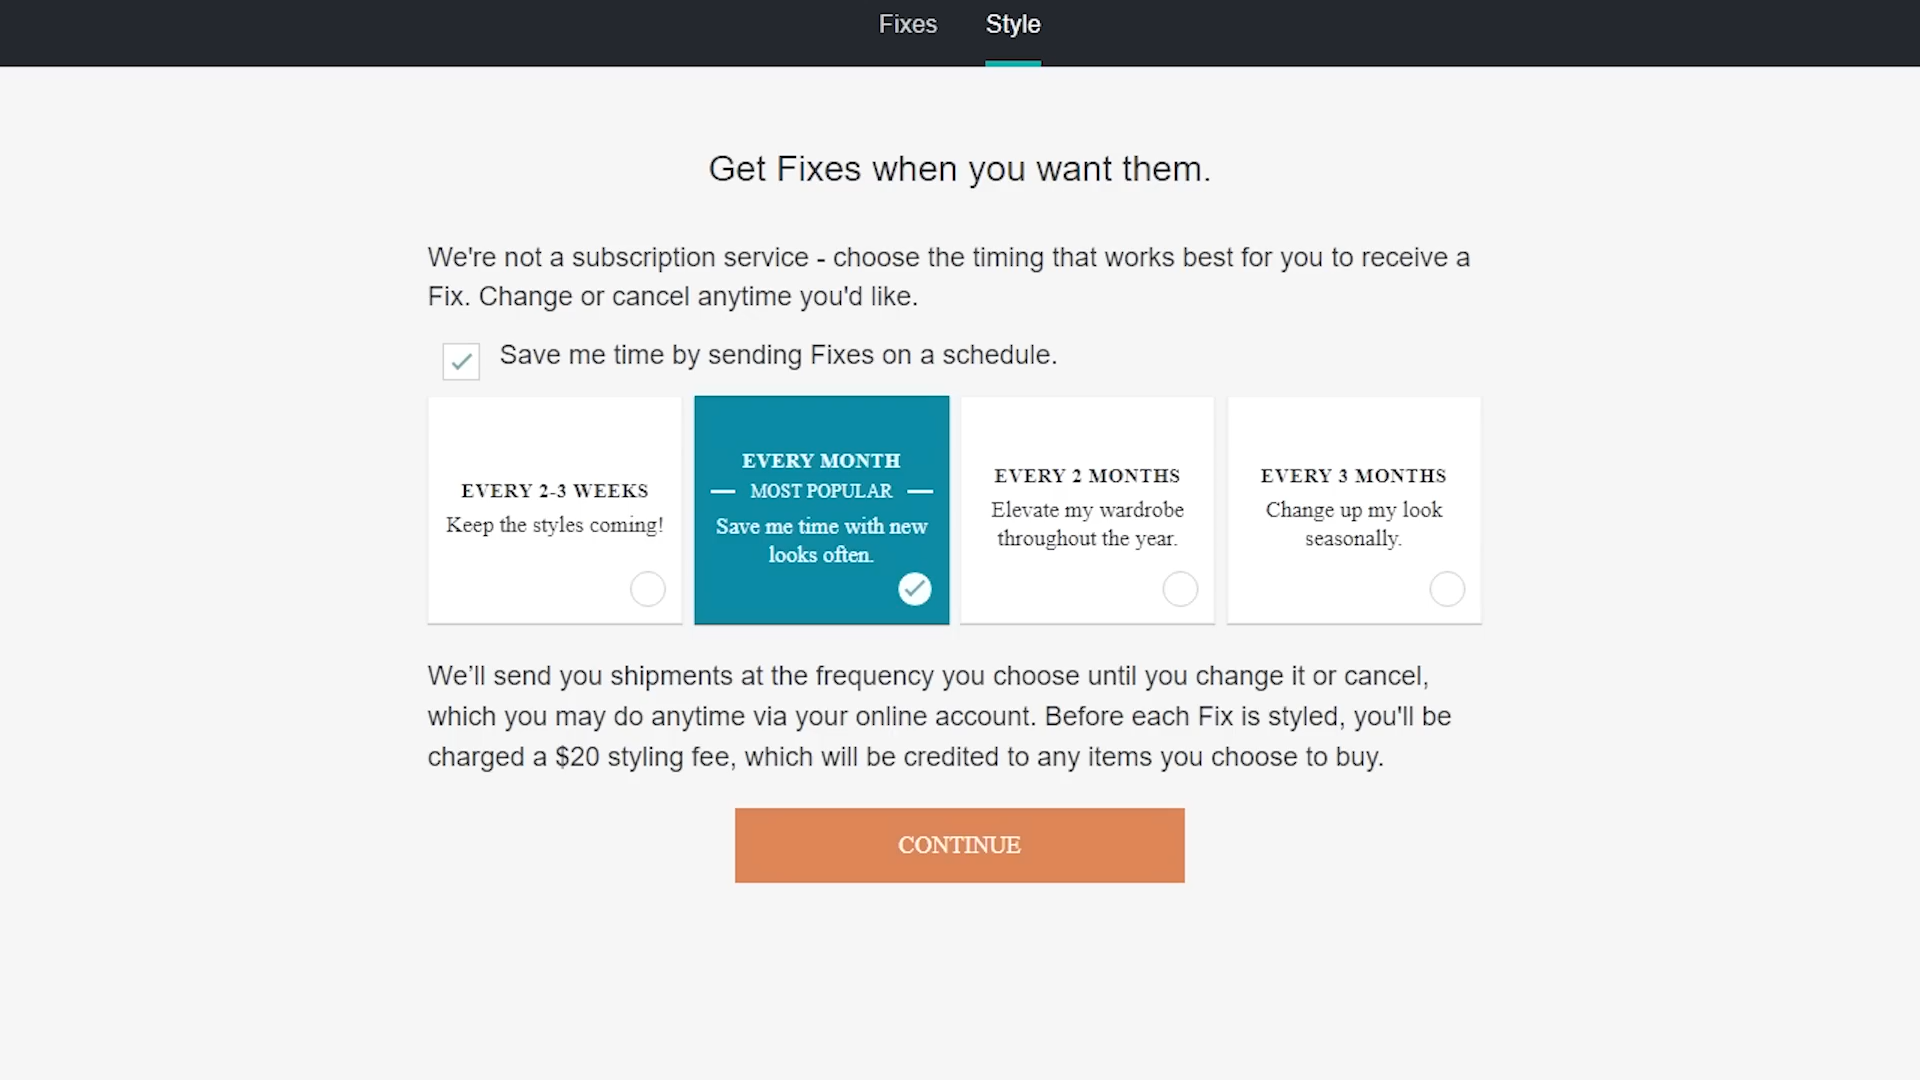 Fixes Style
Get Fixes when you want them.
We're not a subscription service - choose the timing that works best for you to receive a
Fix. Change or cancel anytime you'd like.
Save me time by sending Fixes on a schedule.
EVERY 2-3 WEEKS
Keep the styles coming!
EVERY MONTH
MOST POPULAR
Save me time with new
looks often.
EVERY 2 MONTHS
Elevate my wardrobe
throughout the year.
EVERY 3 MONTHS
Change up my look
seasonally.
We’ll send you shipments at the frequency you choose until you change it or cancel,
which you may do anytime via your online account. Before each Fix is styled, you'll be
charged a $20 styling fee, which will be credited to any items you choose to buy.
CONTINUE